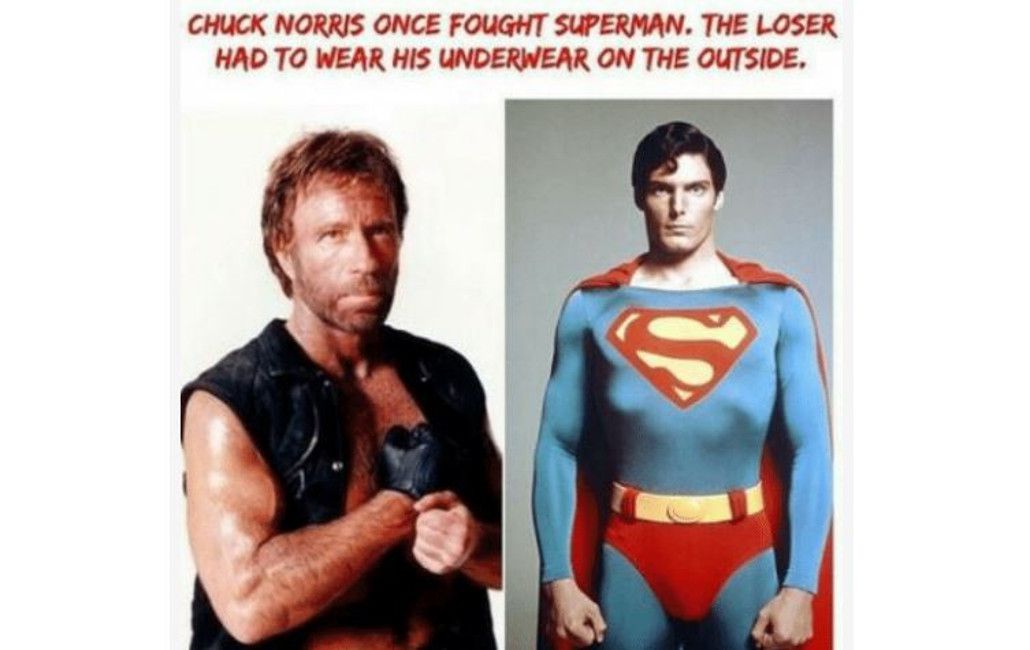 CHUCK NORRIS ONCE FOUGHT SUPERMAN. THE LOSER
HAD TO WEAR HIS UNDERWEAR ON THE OUTSIDE.
S